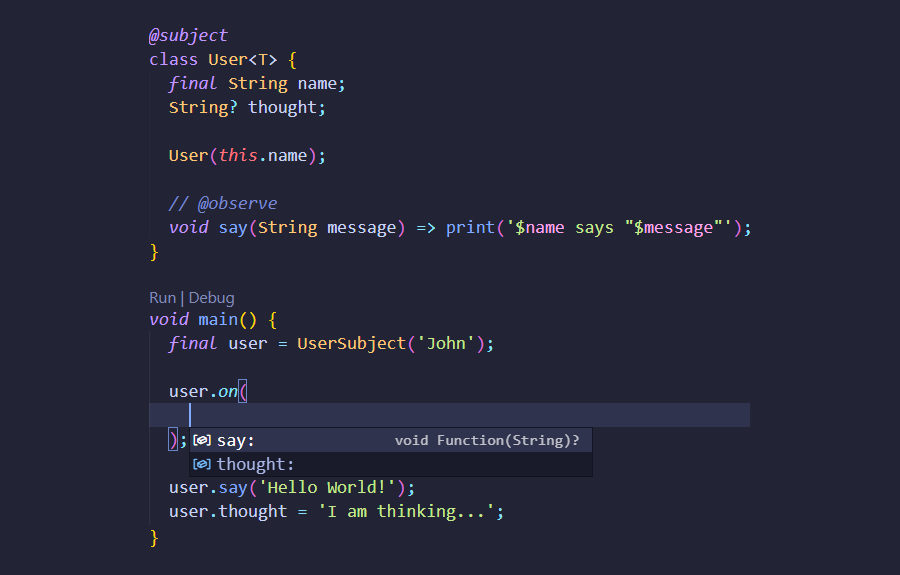 @subject
class User<T> {
final String name;
String? thought;
User(this.name);
// @observe
void say(String message) => print('$name says "$message"');
}
Run | Debug
void main() {
final user = UserSubject('John');
user.on(
); say: void Function(String)?
thought:
user.say('Hello World!');
user.thought = 'I am thinking...';
}